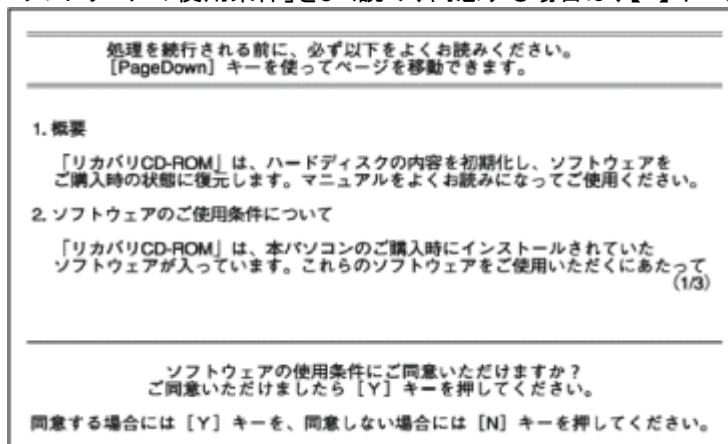 処理を続行される前に、必ず以下をよくお読みください。
［PageDown］キーを使ってページを移動できます。
1. 概要
「リカバリCD-ROM」は、ハードディスクの内容を初期化し、ソフトウェアを
ご購入時の状態に復元します。マニュアルをよくお読みになってご使用ください。
2. ソフトウェアのご使用条件について
「リカバリCD-ROM」は、本パソコンのご購入時にインストールされていた
ソフトウェアが入っています。これらのソフトウェアをご使用いただくにあたって
(1/3)
ソフトウェアの使用条件にご同意いただけますか？
ご同意いただけましたら［Y］キーを押してください。
同意する場合には［Y］キーを、同意しない場合には［N］キーを押してください。